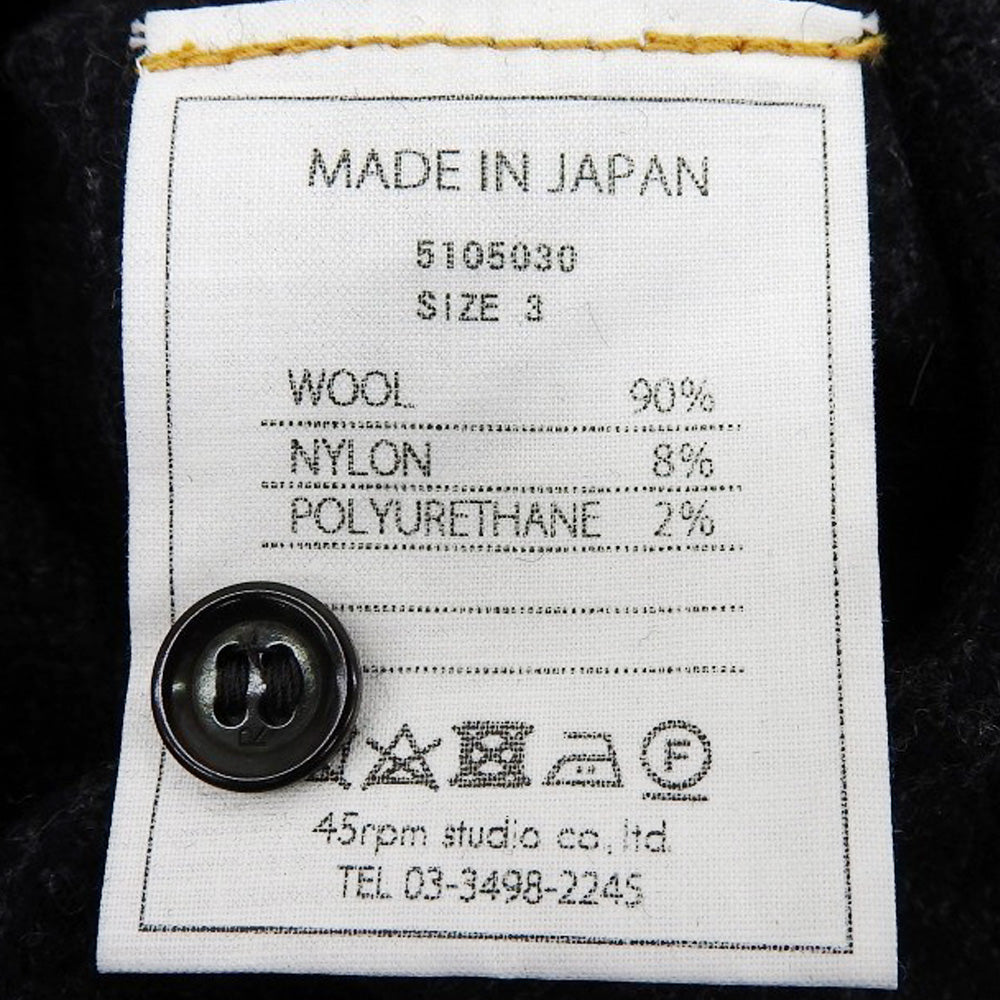 MADE IN JAPAN
5105030
SIZE 3
WOOL 90%
NYLON 8%
POLYURETHANE 2%
F
45rpm studio co., ltd.
TEL 03-3498-2245